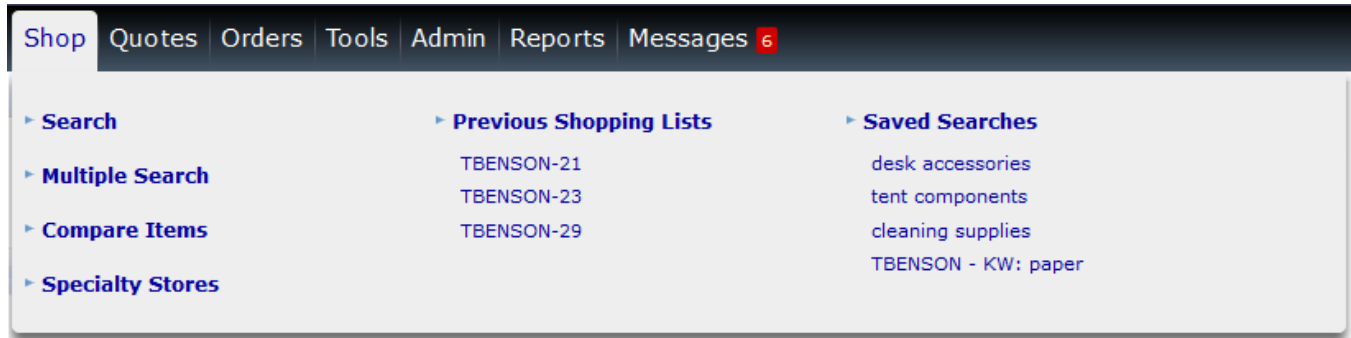 Shop Quotes Orders Tools Admin Reports Messages 6
Search
Multiple Search
Compare Items
Specialty Stores
Previous Shopping Lists
TBENSON-21
TBENSON-23
TBENSON-29
Saved Searches
desk accessories
tent components
cleaning supplies
TBENSON - KW: paper